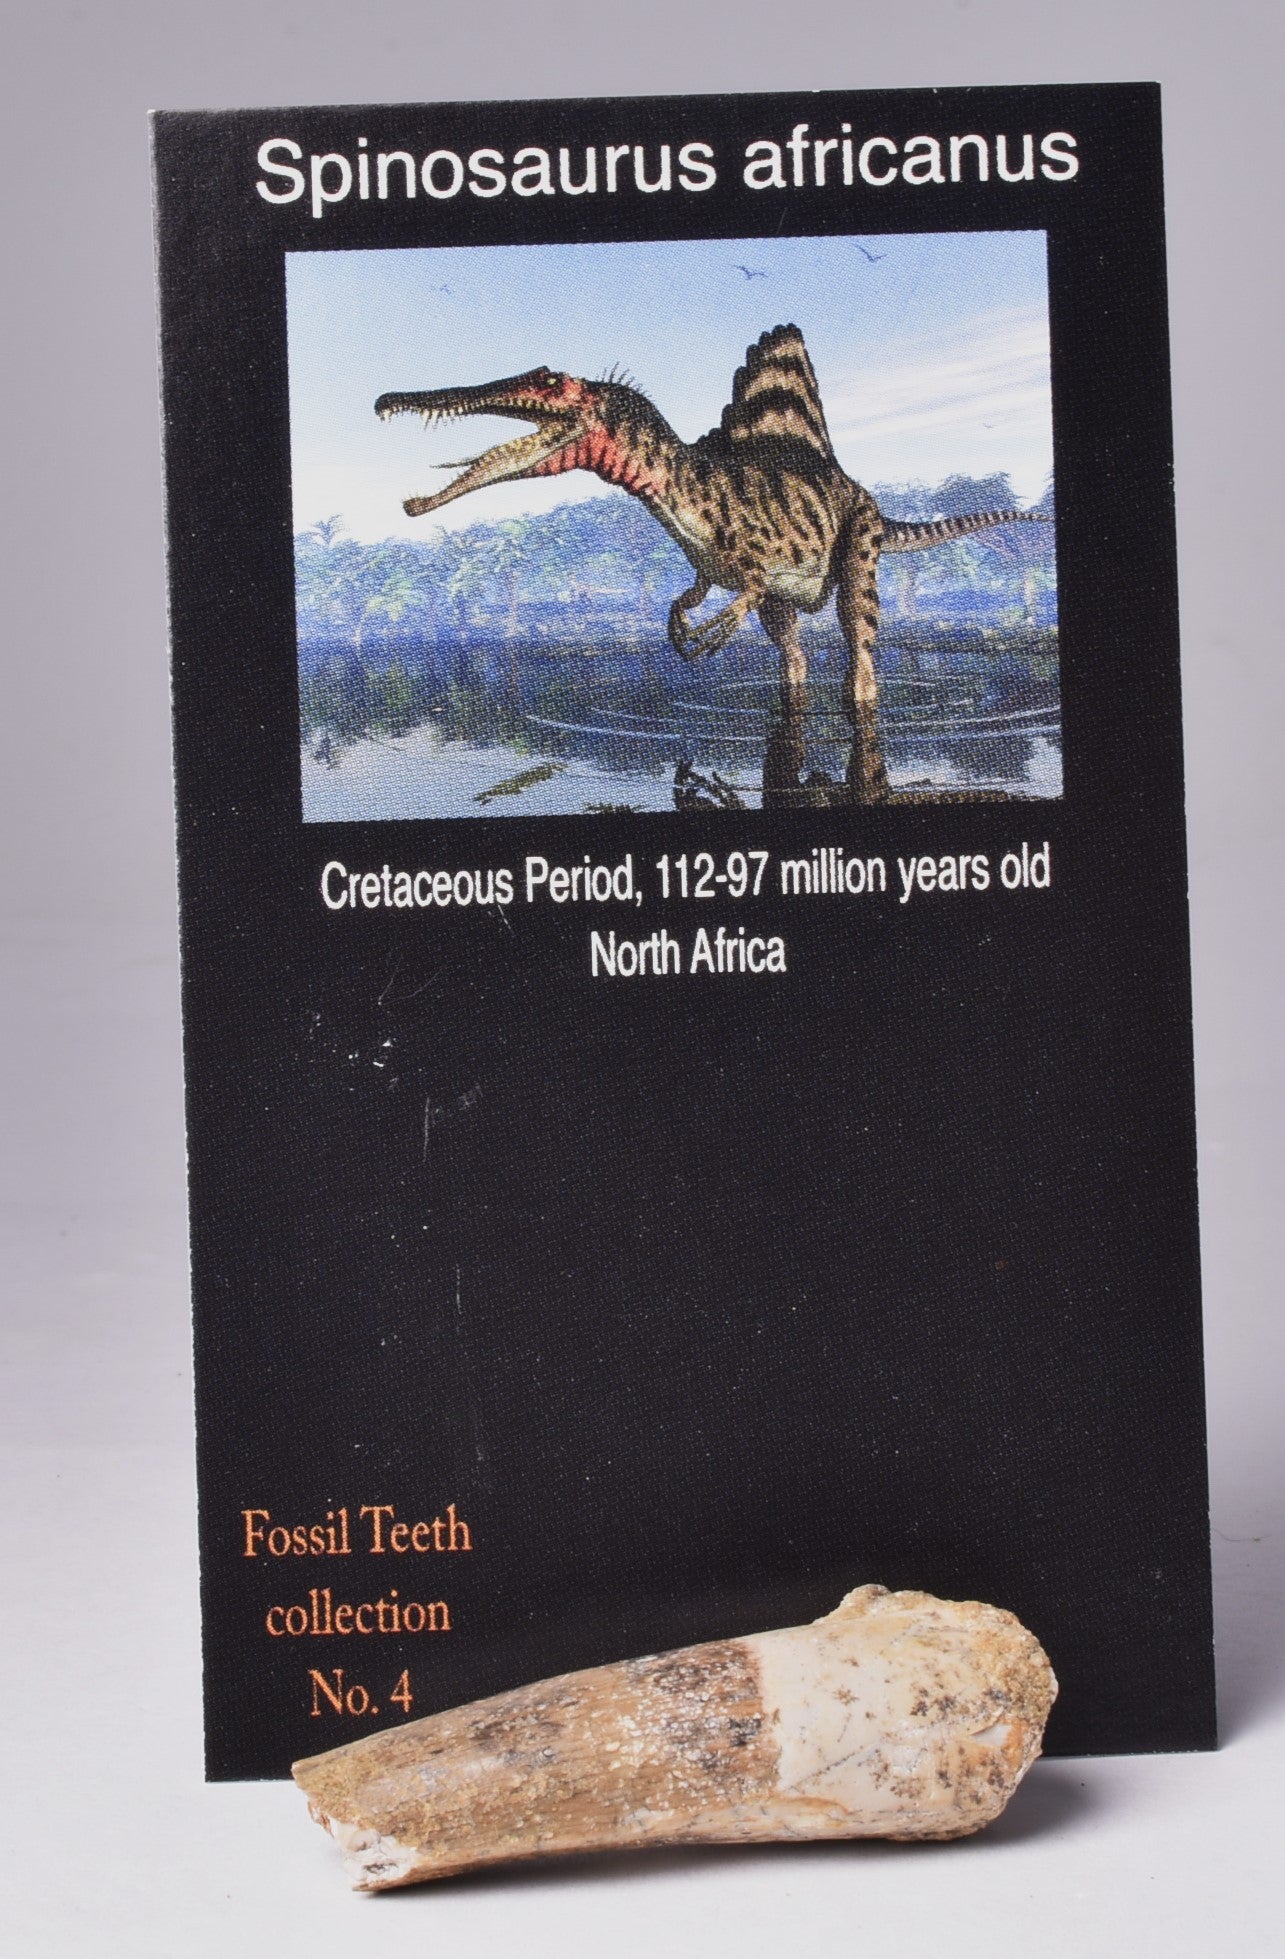 Spinosaurus africanus
Cretaceous Period, 112-97 million years old
North Africa
Fossil Teeth
collection
No. 4